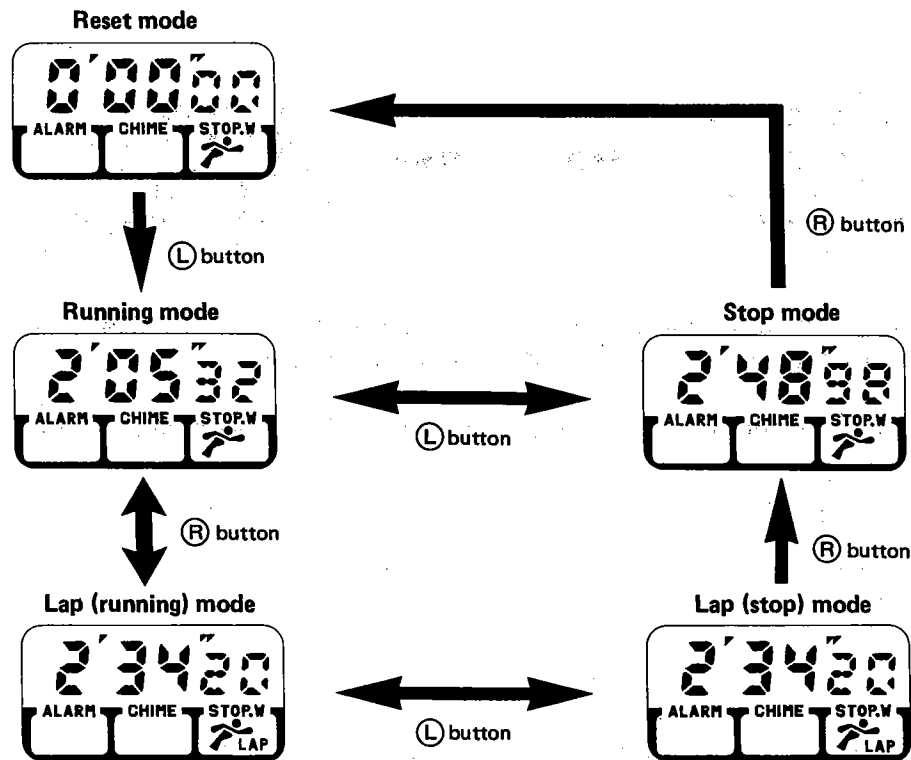 Reset mode
0'00"00
ALARM CHIME STOP.W
Ⓡ button
Ⓛ button
Running mode
2'05"32
ALARM CHIME STOP.W
Stop mode
2'48"98
ALARM CHIME STOP.W
Ⓛ button
Ⓡ button
Ⓡ button
Lap (running) mode
2'34"20
ALARM CHIME STOP.W
LAP
Lap (stop) mode
2'34"20
ALARM CHIME STOP.W
LAP
Ⓛ button